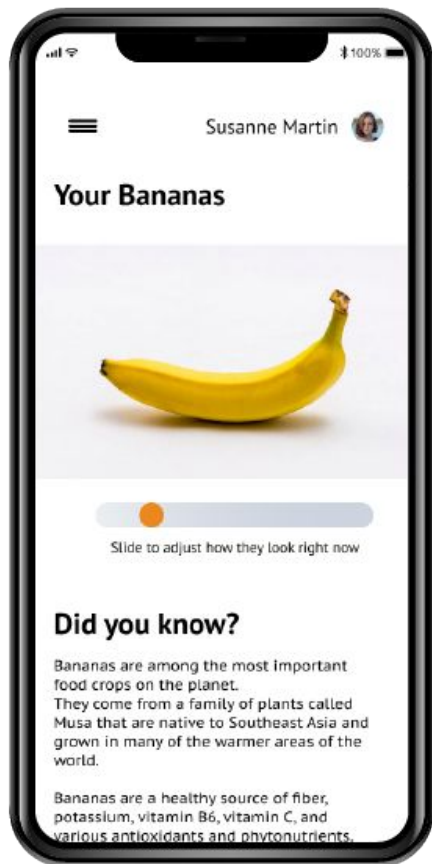 100%
Susanne Martin
Your Bananas
Slide to adjust how they look right now
Did you know?
Bananas are among the most important
food crops on the planet.
They come from a family of plants called
Musa that are native to Southeast Asia and
grown in many of the warmer areas of the
world.
Bananas are a healthy source of fiber,
potassium, vitamin B6, vitamin C, and
various antioxidants and phytonutrients.